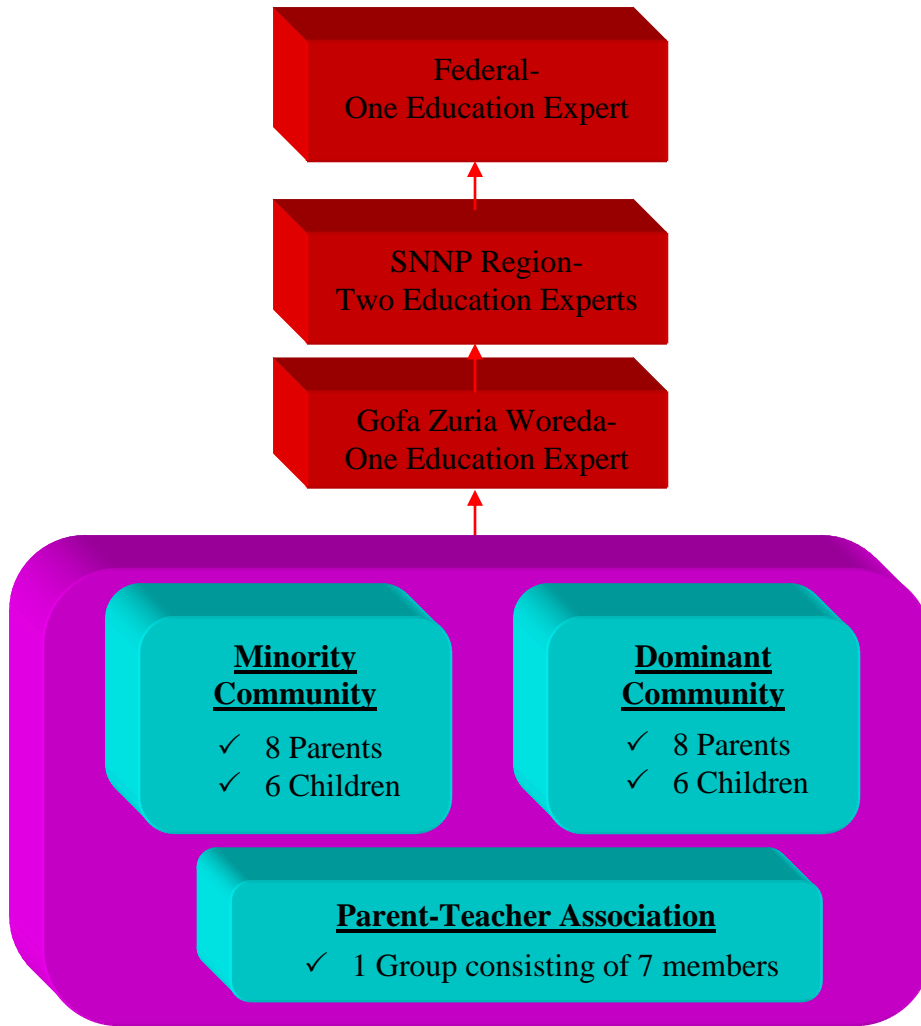 Federal-
One Education Expert
SNNP Region-
Two Education Experts
Gofa Zuria Woreda-
One Education Expert
Minority
Community
✓ 8 Parents
✓ 6 Children
Dominant
Community
✓ 8 Parents
✓ 6 Children
Parent-Teacher Association
✓ 1 Group consisting of 7 members